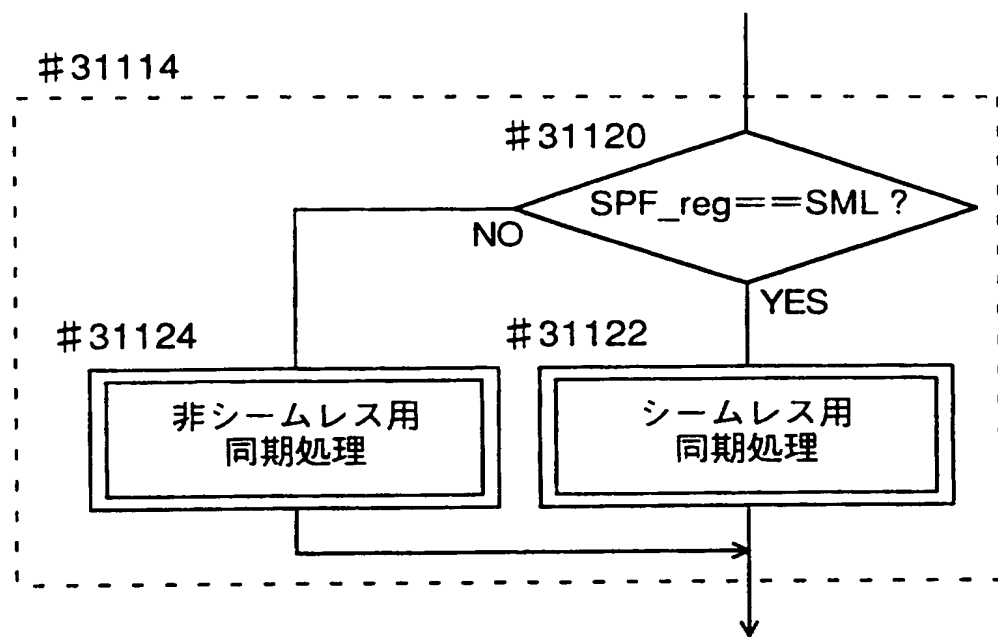 #31114
#31120
SPF_reg==SML ?
NO
YES
#31124
#31122
非シームレス用
同期処理
シームレス用
同期処理